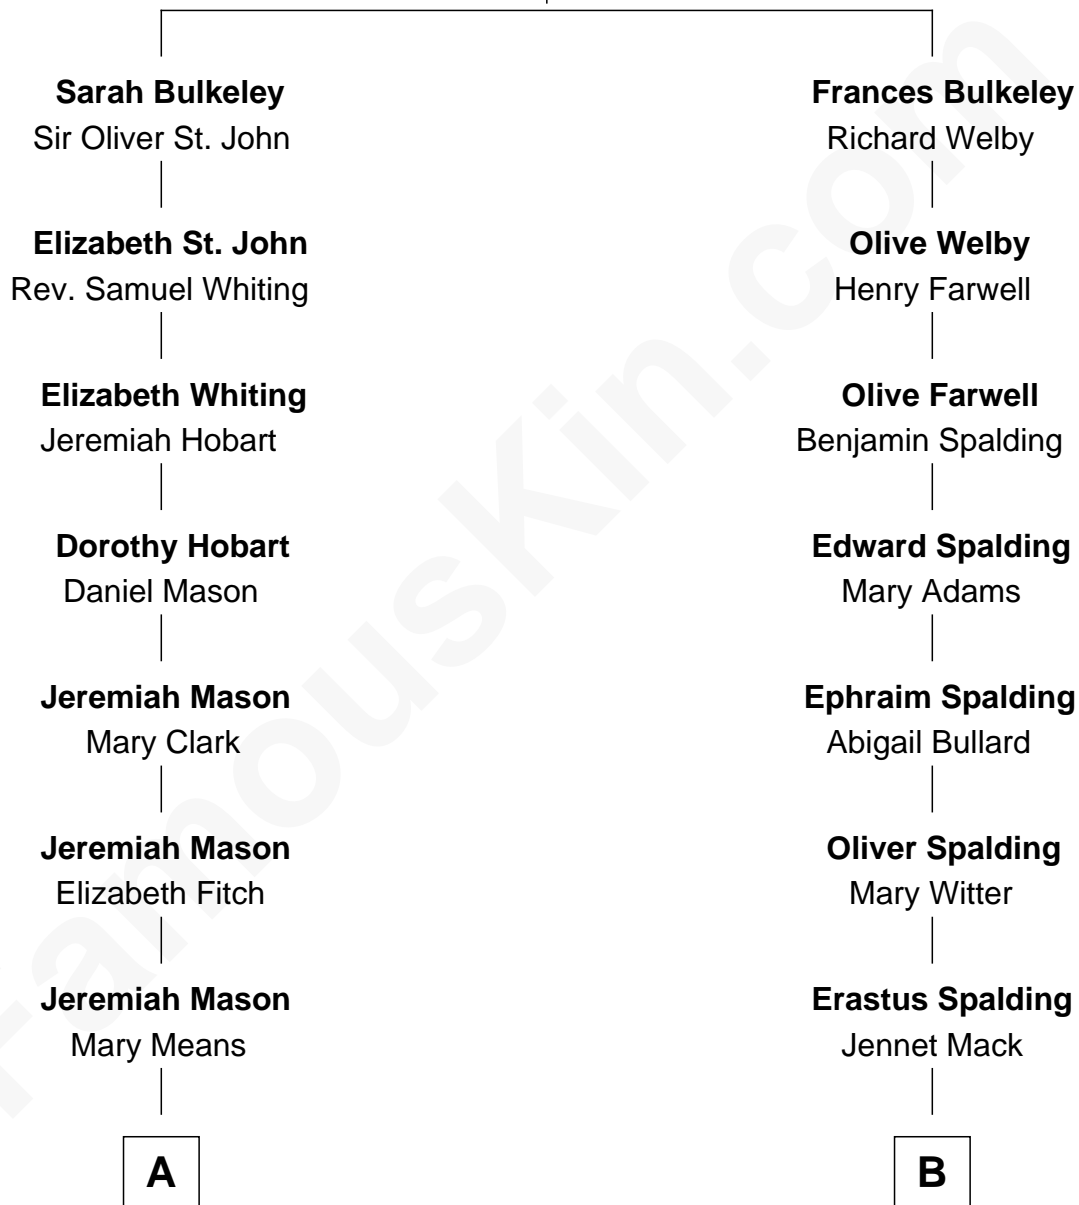 Sarah Bulkeley
Sir Oliver St. John
Elizabeth St. John
Rev. Samuel Whiting
Elizabeth Whiting
Jeremiah Hobart
Dorothy Hobart
Daniel Mason
Jeremiah Mason
Mary Clark
Jeremiah Mason
Elizabeth Fitch
Jeremiah Mason
Mary Means
A
Frances Bulkeley
Richard Welby
Olive Welby
Henry Farwell
Olive Farwell
Benjamin Spalding
Edward Spalding
Mary Adams
Ephraim Spalding
Abigail Bullard
Oliver Spalding
Mary Witter
Erastus Spalding
Jennet Mack
B
FamousKin.com